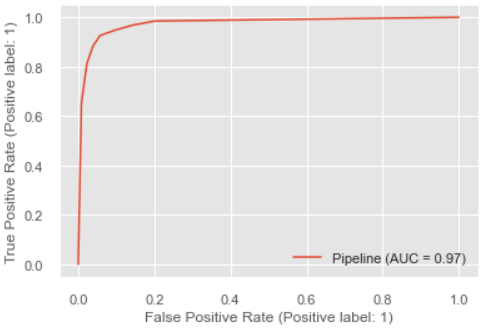 True Positive Rate (Positive label: 1)
1.0
0.8
0.6
0.4
0.2
0.0
Pipeline (AUC = 0.97)
0.0 0.2 0.4 0.6 0.8 1.0
False Positive Rate (Positive label: 1)